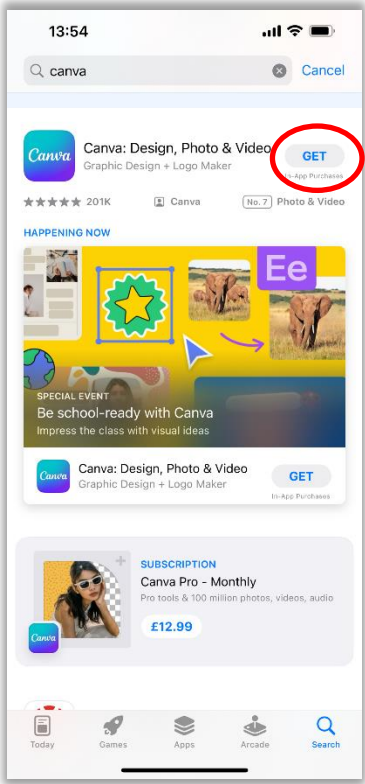 13:54
canva
Cancel
Canva
Canva: Design, Photo & Video
Graphic Design + Logo Maker
GET
In-App Purchases
★★★★★ 201K
Canva
No. 7 Photo & Video
HAPPENING NOW
Ee
SPECIAL EVENT
Be school-ready with Canva
Impress the class with visual ideas
Canva
Canva: Design, Photo & Video
Graphic Design + Logo Maker
GET
In-App Purchases
SUBSCRIPTION
Canva Pro - Monthly
Pro tools & 100 million photos, videos, audio
£12.99
Canva
Today
Games
Apps
Arcade
Search